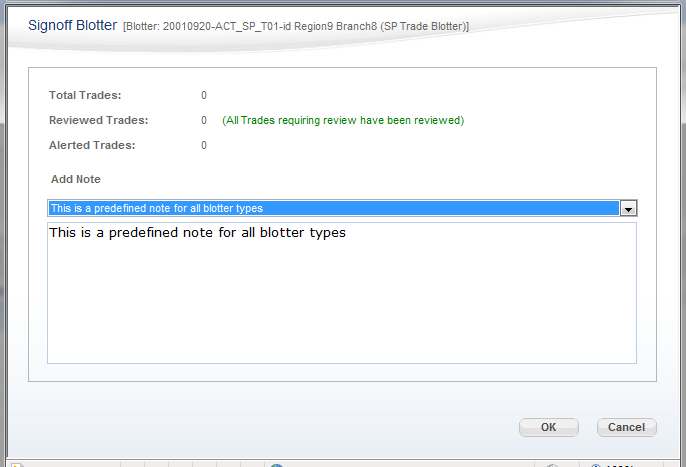 Signoff Blotter [Blotter: 20010920-ACT_SP_T01-id Region9 Branch8 (SP Trade Blotter)]
Total Trades: 0
Reviewed Trades: 0 (All Trades requiring review have been reviewed)
Alerted Trades: 0
Add Note
This is a predefined note for all blotter types
This is a predefined note for all blotter types
OK Cancel